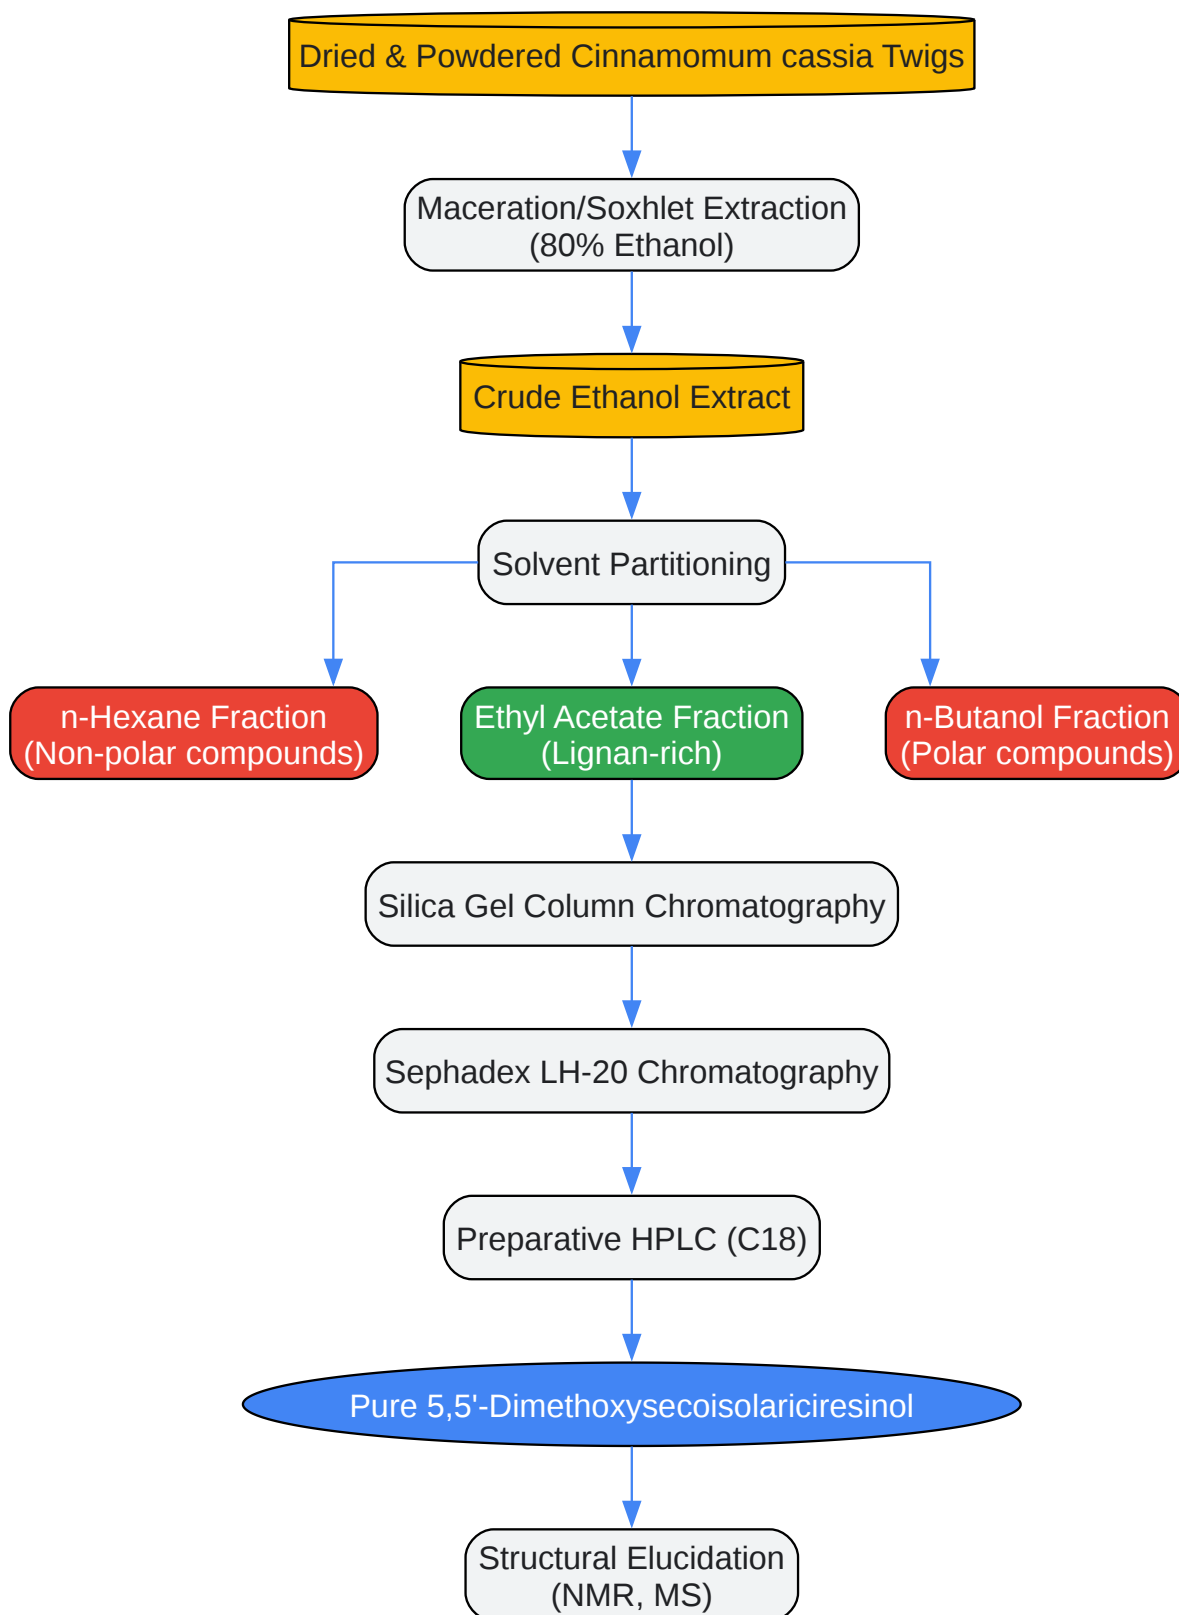 Dried & Powdered Cinnamomum cassia Twigs
Maceration/Soxhlet Extraction
(80% Ethanol)
Crude Ethanol Extract
Solvent Partitioning
n-Hexane Fraction
(Non-polar compounds)
Ethyl Acetate Fraction
(Lignan-rich)
n-Butanol Fraction
(Polar compounds)
Silica Gel Column Chromatography
Sephadex LH-20 Chromatography
Preparative HPLC (C18)
Pure 5,5'-Dimethoxysecoisolariciresinol
Structural Elucidation
(NMR, MS)